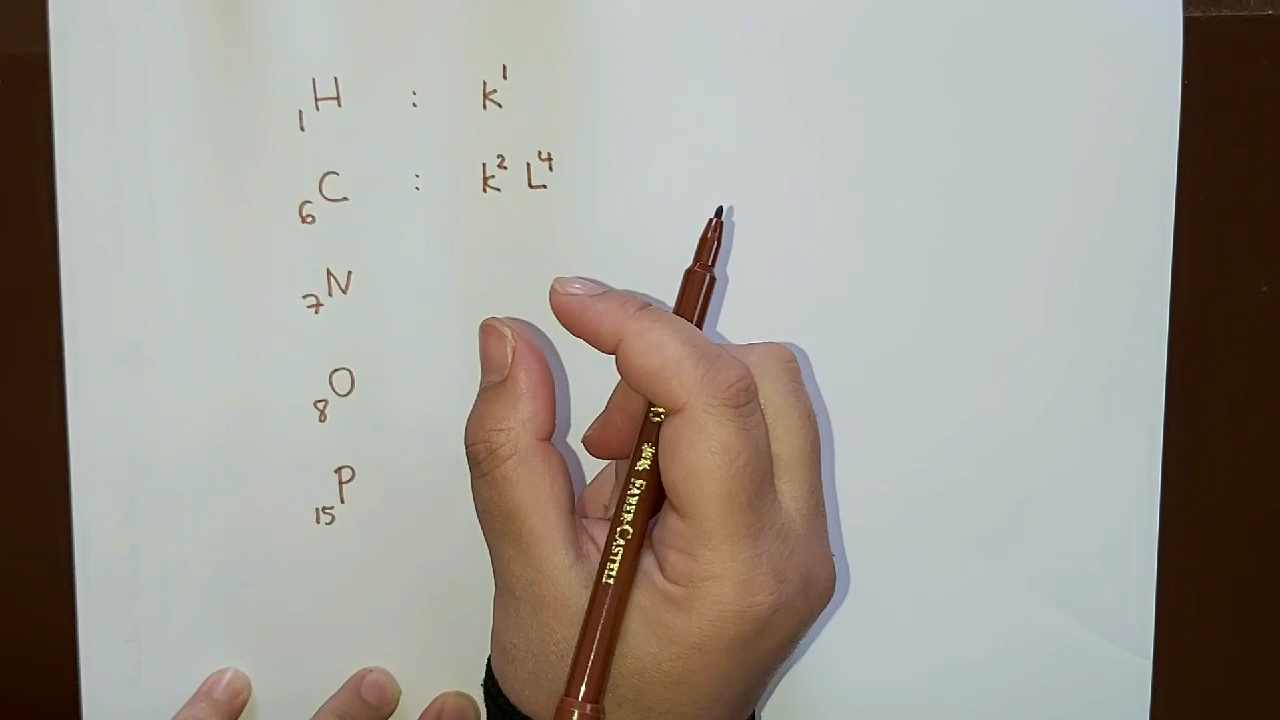 ₁H : K¹
₆C : K² L⁴
₇N
₈O
₁₅P
FABER-CASTELL